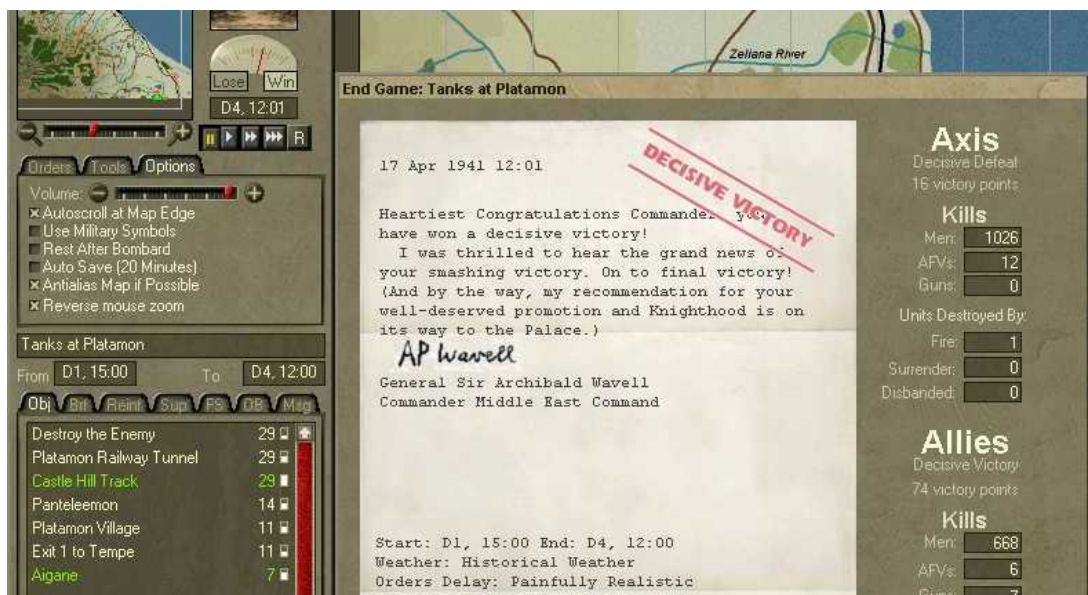 Zeliana River
Lose Win
D4, 12:01
R
Orders Tools Options
Volume:
Autoscroll at Map Edge
Use Military Symbols
Rest After Bombard
Auto Save (20 Minutes)
Antialias Map if Possible
Reverse mouse zoom
Tanks at Platamon
From D1, 15:00 To D4, 12:00
Obj Brf Reinf Sup FS OB Msg
Destroy the Enemy 29
Platamon Railway Tunnel 29
Castle Hill Track 29
Panteleemon 14
Platamon Village 11
Exit 1 to Tempe 11
Aigane 7
End Game: Tanks at Platamon
17 Apr 1941 12:01
DECISIVE VICTORY
Heartiest Congratulations Commander, you
have won a decisive victory!
I was thrilled to hear the grand news of
your smashing victory. On to final victory!
(And by the way, my recommendation for your
well-deserved promotion and Knighthood is on
its way to the Palace.)
AP Wavell
General Sir Archibald Wavell
Commander Middle East Command
Start: D1, 15:00 End: D4, 12:00
Weather: Historical Weather
Orders Delay: Painfully Realistic
Axis
Decisive Defeat
16 victory points
Kills
Men: 1026
AFVs: 12
Guns: 0
Units Destroyed By:
Fire: 1
Surrender: 0
Disbanded: 0
Allies
Decisive Victory
74 victory points
Kills
Men: 668
AFVs: 6
Guns: 7